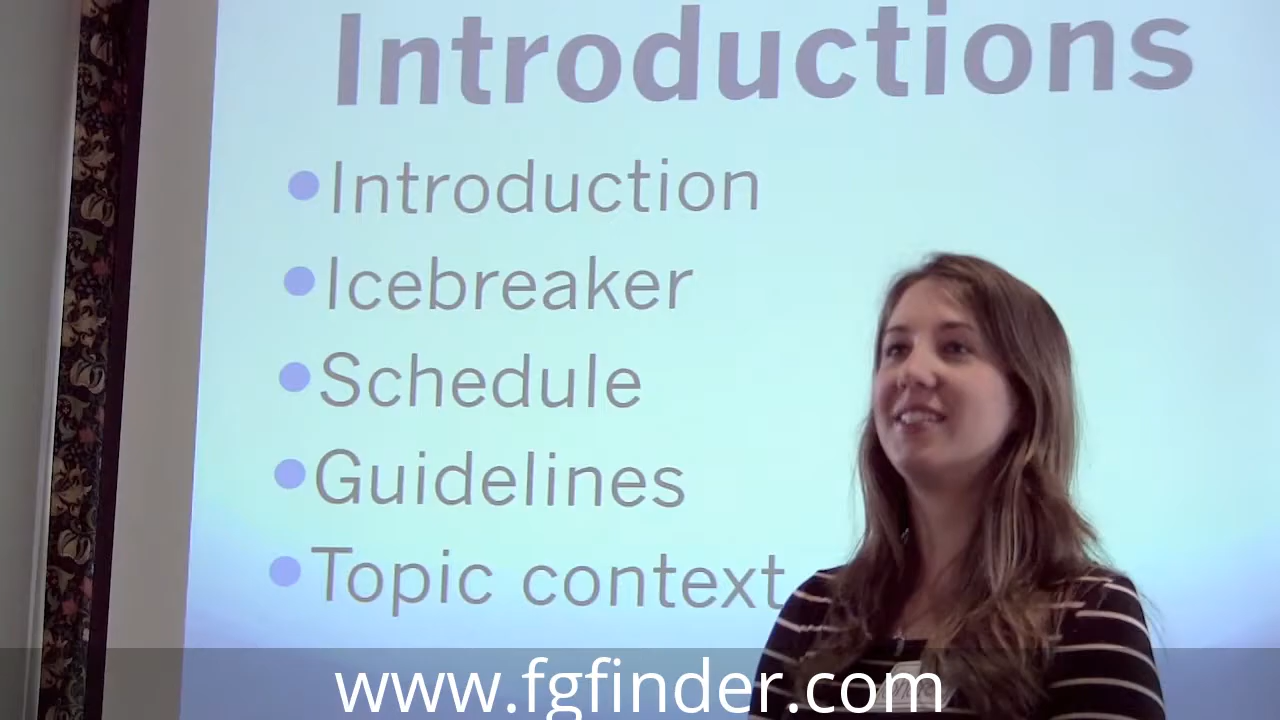 Introductions
•Introduction
•Icebreaker
•Schedule
•Guidelines
•Topic context
www.fgfinder.com